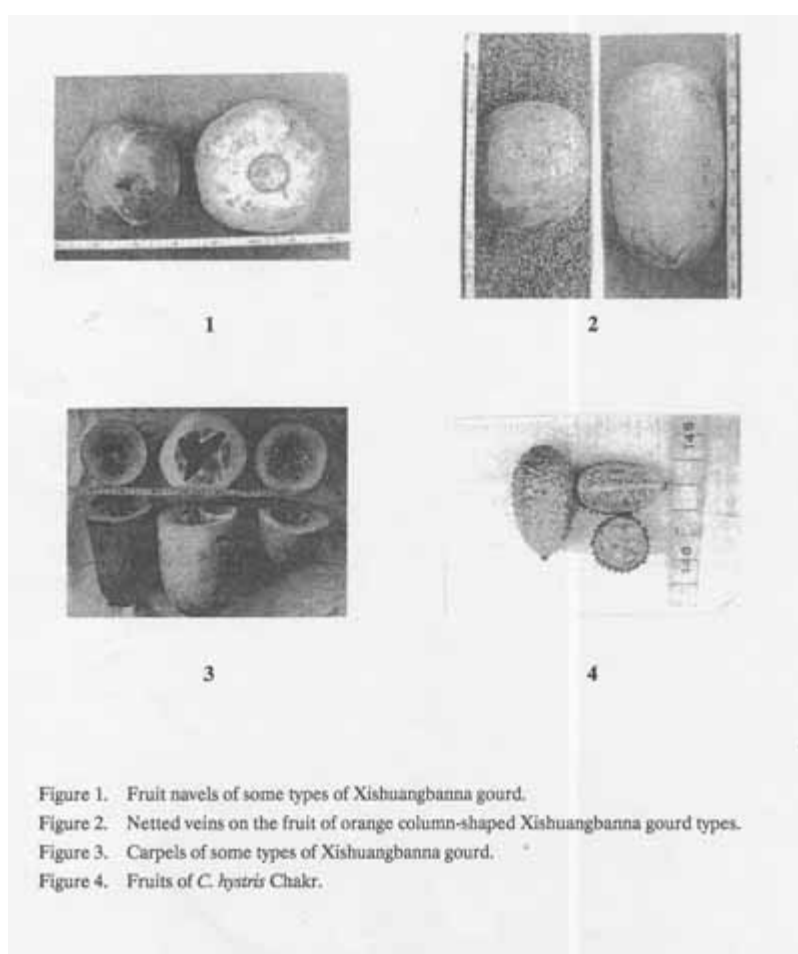 1
2
3
4
Figure 1. Fruit navels of some types of Xishuangbanna gourd.
Figure 2. Netted veins on the fruit of orange column-shaped Xishuangbanna gourd types.
Figure 3. Carpels of some types of Xishuangbanna gourd.
Figure 4. Fruits of C. hystris Chakr.